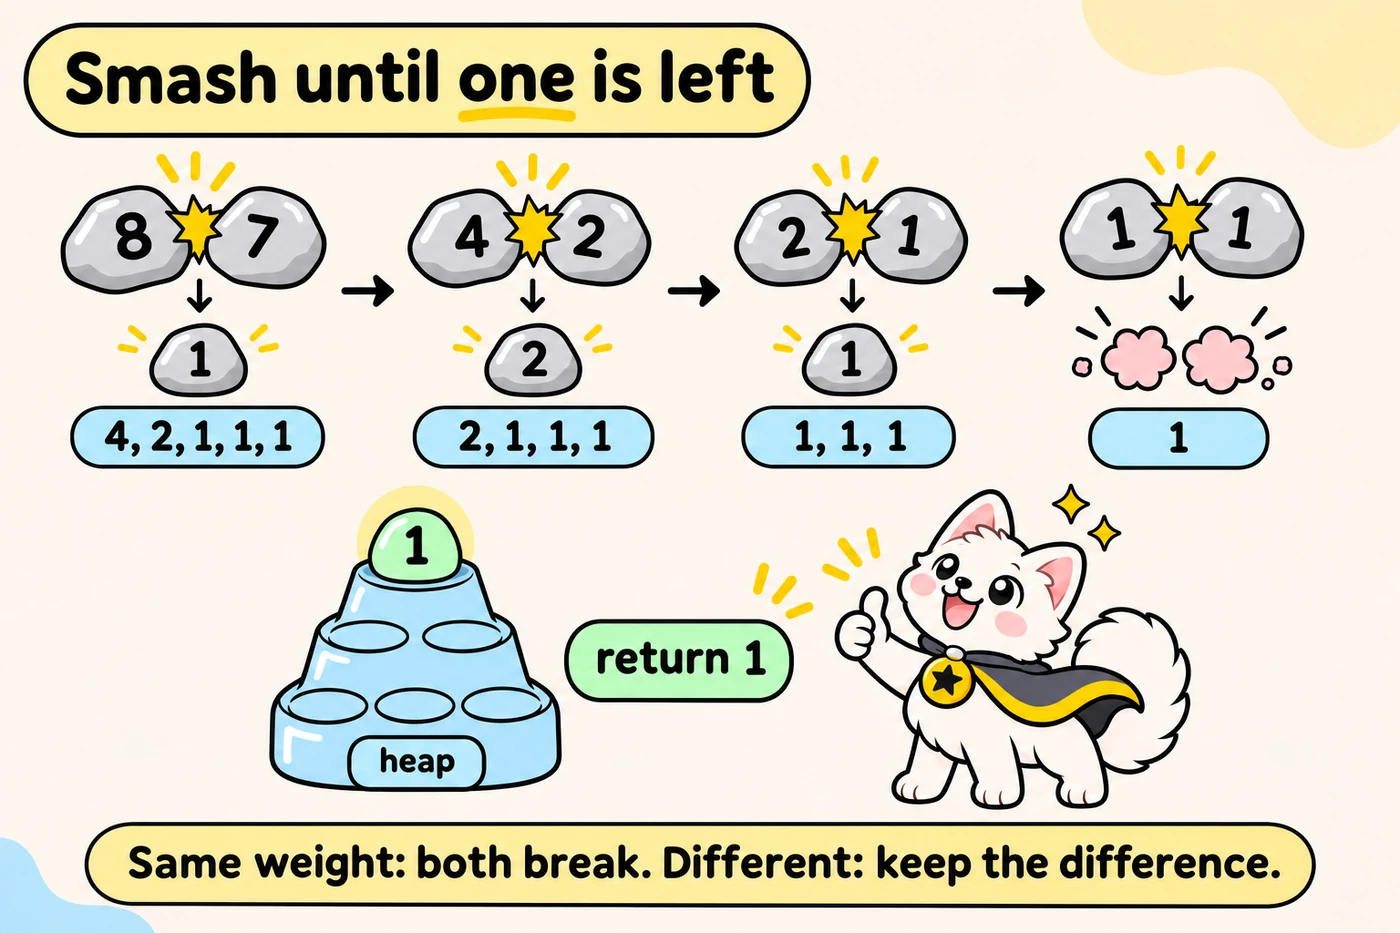 Smash until one is left
8 7
4 2
2 1
1 1
1
2
1
4, 2, 1, 1, 1
2, 1, 1, 1
1, 1, 1
1
1
return 1
heap
Same weight: both break. Different: keep the difference.